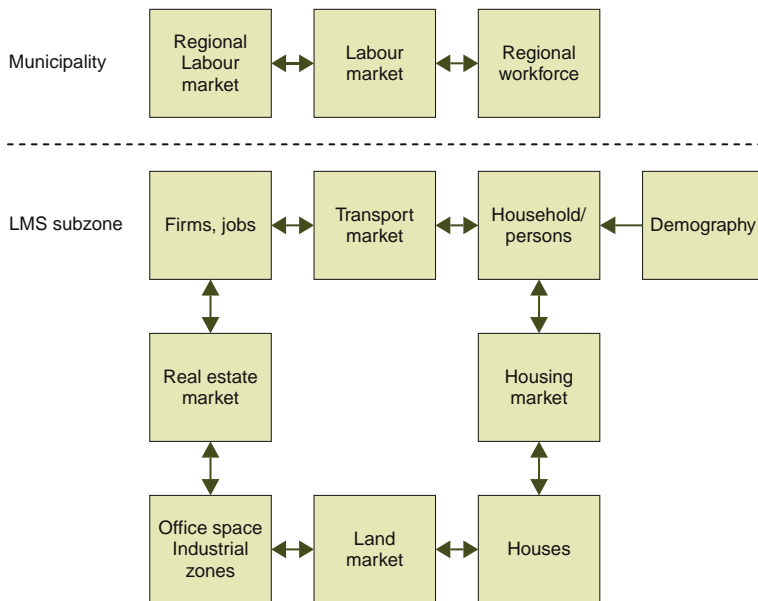 Municipality
Regional
Labour
market
Labour
market
Regional
workforce
LMS subzone
Firms, jobs
Transport
market
Household/
persons
Demography
Real estate
market
Housing
market
Office space
Industrial
zones
Land
market
Houses